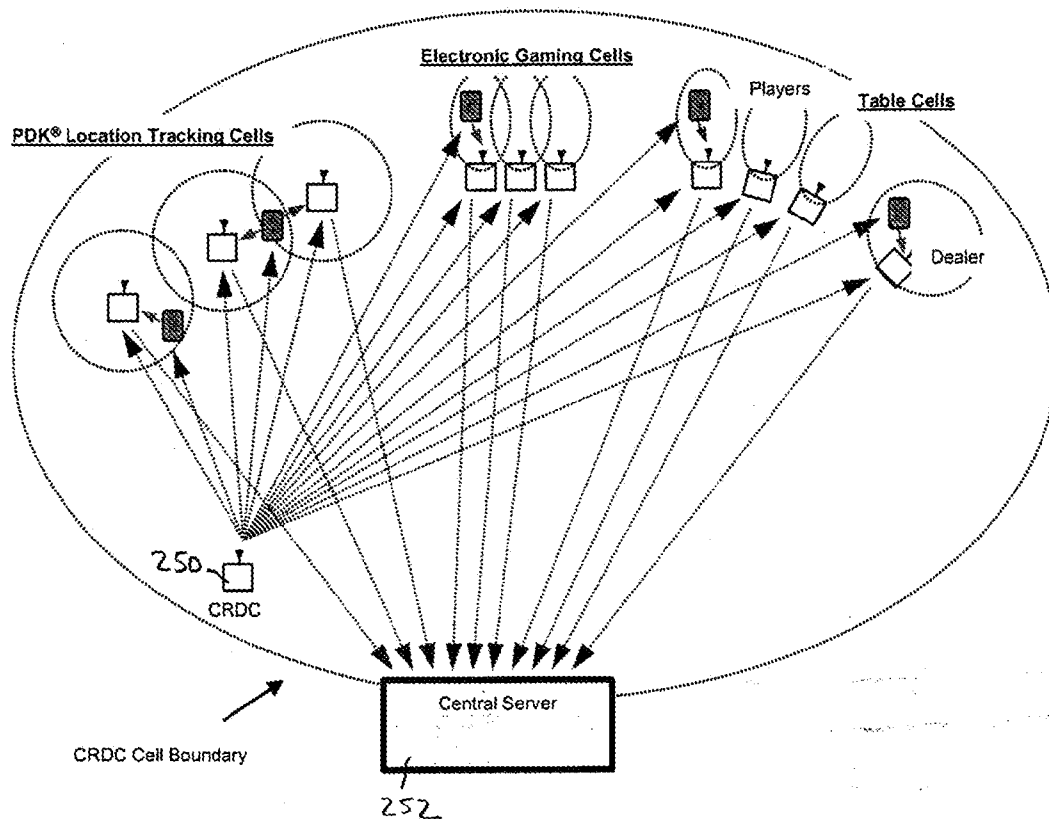 Electronic Gaming Cells
Players
Table Cells
PDK® Location Tracking Cells
Dealer
250
CRDC
Central Server
CRDC Cell Boundary
252